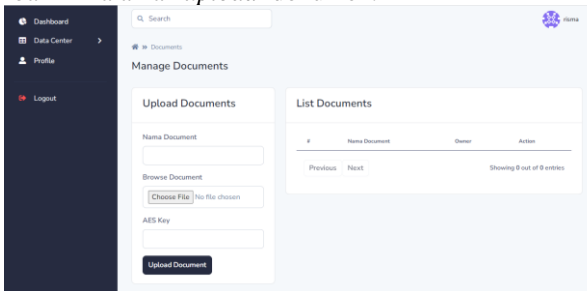 Dashboard
Data Center
Profile
Logout
Search
risma
Documents
Manage Documents
Upload Documents
Nama Document
Browse Document
Choose File No file chosen
AES Key
Upload Document
List Documents
# Nama Document Owner Action
Previous Next
Showing 0 out of 0 entries